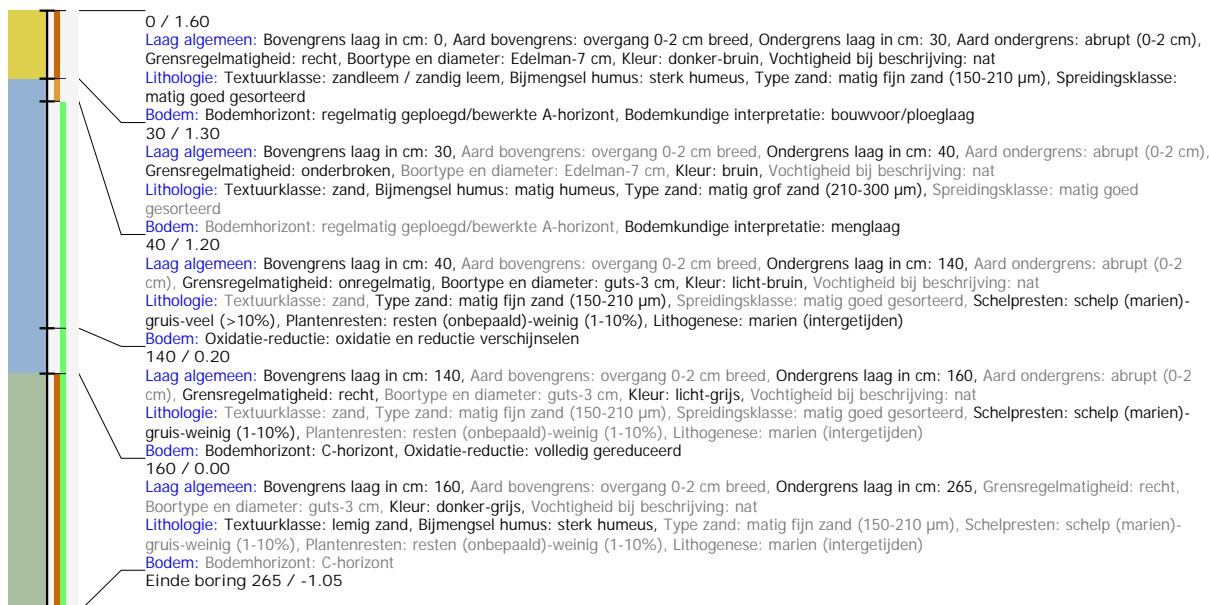 0 / 1.60
Laag algemeen: Bovengrens laag in cm: 0, Aard bovengrens: overgang 0-2 cm breed, Ondergrens laag in cm: 30, Aard ondergrens: abrupt (0-2 cm),
Grensregelmatigheid: recht, Boortype en diameter: Edelman-7 cm, Kleur: donker-bruin, Vochtigheid bij beschrijving: nat
Lithologie: Textuurklasse: zandleem / zandig leem, Bijmengsel humus: sterk humeus, Type zand: matig fijn zand (150-210 µm), Spreidingsklasse:
matig goed gesorteerd
Bodem: Bodemhorizont: regelmatig geploegd/bewerkte A-horizont, Bodemkundige interpretatie: bouwvoor/ploeglaag
30 / 1.30
Laag algemeen: Bovengrens laag in cm: 30, Aard bovengrens: overgang 0-2 cm breed, Ondergrens laag in cm: 40, Aard ondergrens: abrupt (0-2 cm),
Grensregelmatigheid: onderbroken, Boortype en diameter: Edelman-7 cm, Kleur: bruin, Vochtigheid bij beschrijving: nat
Lithologie: Textuurklasse: zand, Bijmengsel humus: matig humeus, Type zand: matig grof zand (210-300 µm), Spreidingsklasse: matig goed
gesorteerd
Bodem: Bodemhorizont: regelmatig geploegd/bewerkte A-horizont, Bodemkundige interpretatie: menglaag
40 / 1.20
Laag algemeen: Bovengrens laag in cm: 40, Aard bovengrens: overgang 0-2 cm breed, Ondergrens laag in cm: 140, Aard ondergrens: abrupt (0-2
cm), Grensregelmatigheid: onregelmatig, Boortype en diameter: guts-3 cm, Kleur: licht-bruin, Vochtigheid bij beschrijving: nat
Lithologie: Textuurklasse: zand, Type zand: matig fijn zand (150-210 µm), Spreidingsklasse: matig goed gesorteerd, Schelpresten: schelp (marien)-
gruis-veel (>10%), Plantenresten: resten (onbepaald)-weinig (1-10%), Lithogenese: marien (intergetijden)
Bodem: Oxidatie-reductie: oxidatie en reductie verschijnselen
140 / 0.20
Laag algemeen: Bovengrens laag in cm: 140, Aard bovengrens: overgang 0-2 cm breed, Ondergrens laag in cm: 160, Aard ondergrens: abrupt (0-2
cm), Grensregelmatigheid: recht, Boortype en diameter: guts-3 cm, Kleur: licht-grijs, Vochtigheid bij beschrijving: nat
Lithologie: Textuurklasse: zand, Type zand: matig fijn zand (150-210 µm), Spreidingsklasse: matig goed gesorteerd, Schelpresten: schelp (marien)-
gruis-weinig (1-10%), Plantenresten: resten (onbepaald)-weinig (1-10%), Lithogenese: marien (intergetijden)
Bodem: Bodemhorizont: C-horizont, Oxidatie-reductie: volledig gereduceerd
160 / 0.00
Laag algemeen: Bovengrens laag in cm: 160, Aard bovengrens: overgang 0-2 cm breed, Ondergrens laag in cm: 265, Grensregelmatigheid: recht,
Boortype en diameter: guts-3 cm, Kleur: donker-grijs, Vochtigheid bij beschrijving: nat
Lithologie: Textuurklasse: lemig zand, Bijmengsel humus: sterk humeus, Type zand: matig fijn zand (150-210 µm), Schelpresten: schelp (marien)-
gruis-weinig (1-10%), Plantenresten: resten (onbepaald)-weinig (1-10%), Lithogenese: marien (intergetijden)
Bodem: Bodemhorizont: C-horizont
Einde boring 265 / -1.05